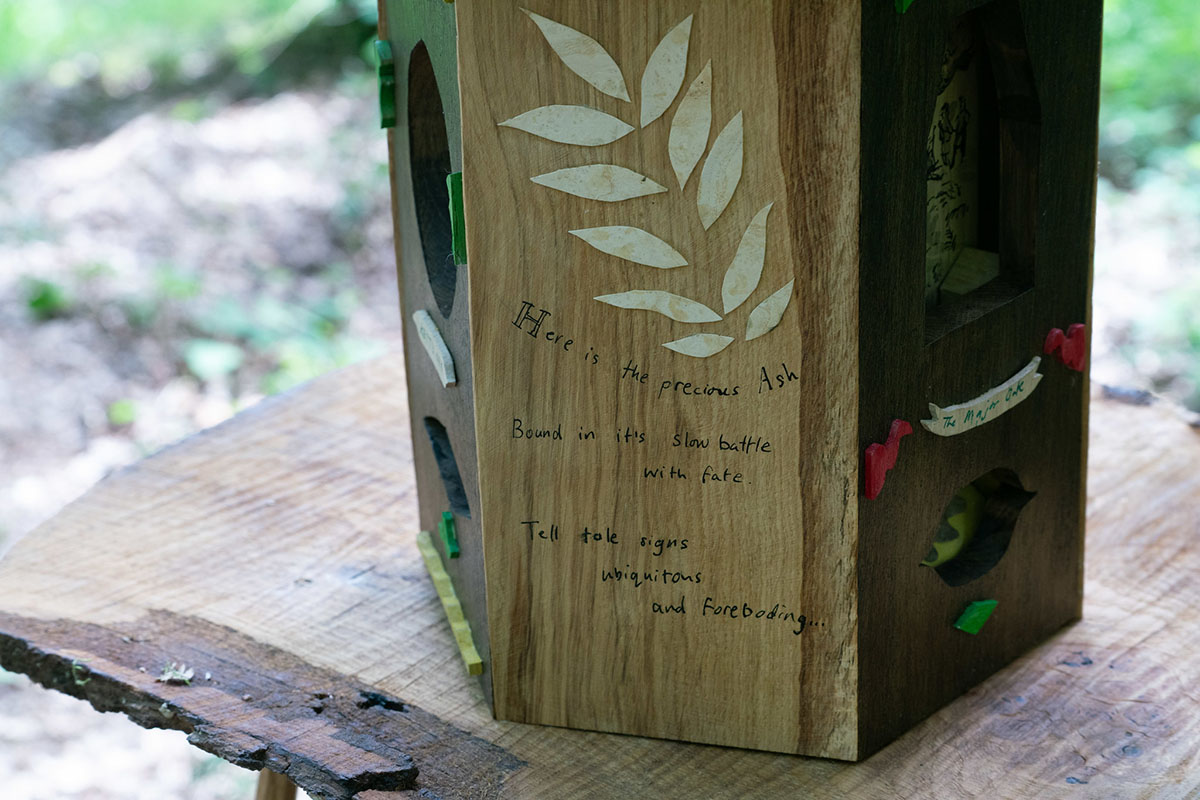 Here is the precious Ash
Bound in it's slow battle
with fate.
Tell tale signs
ubiquitous
and Foreboding...
The Major Oak